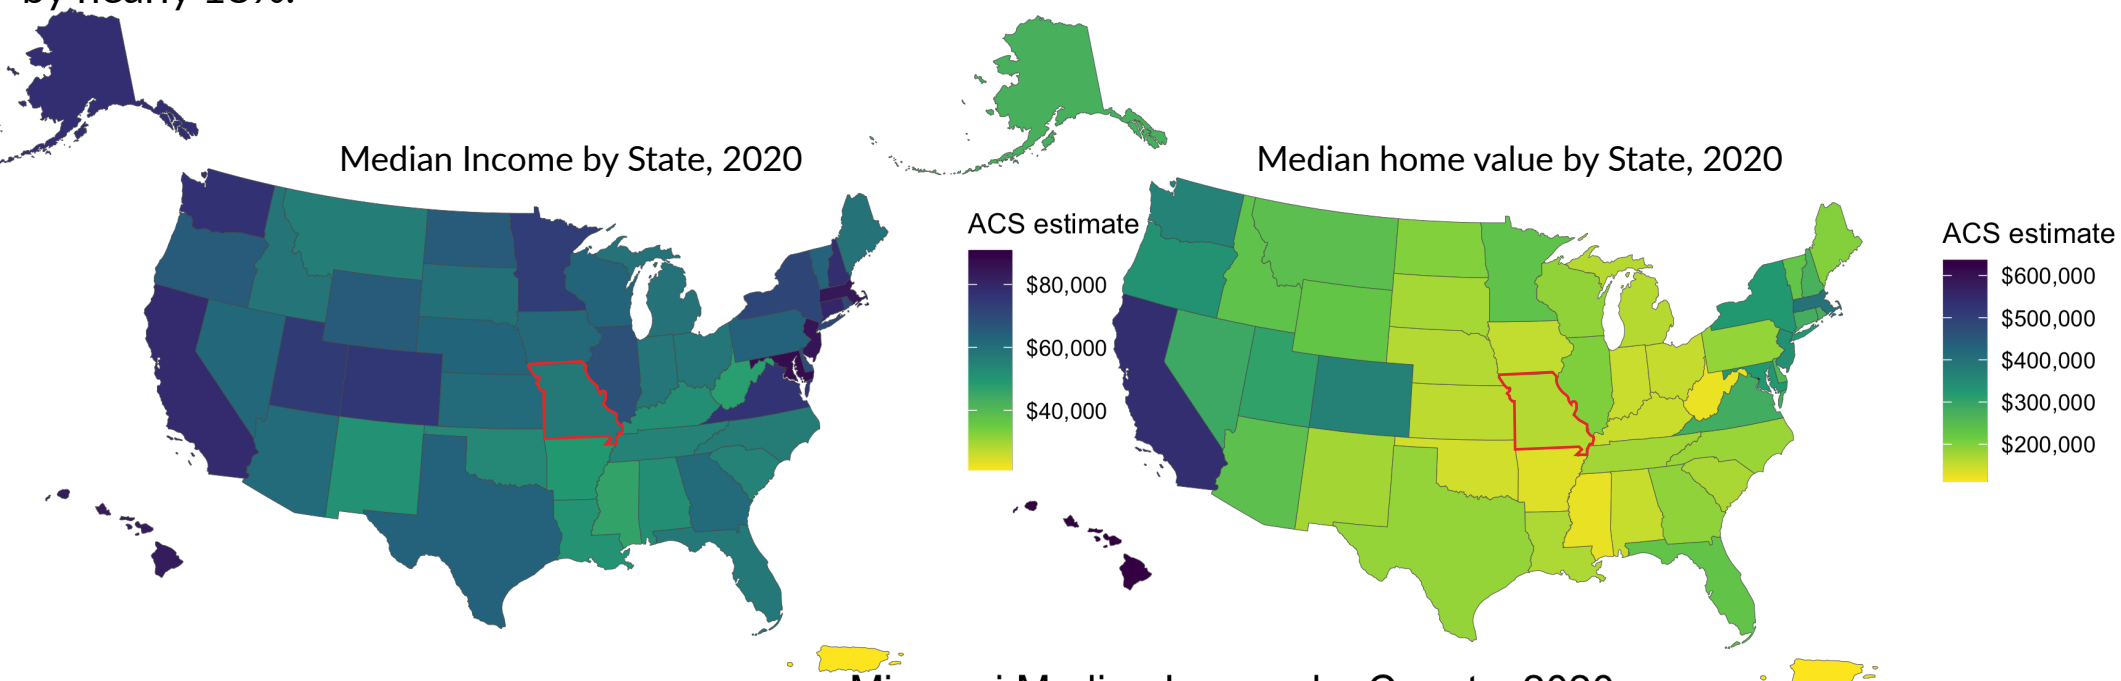 Median Income by State, 2020
ACS estimate
$80,000
$60,000
$40,000
Median home value by State, 2020
ACS estimate
$600,000
$500,000
$400,000
$300,000
$200,000